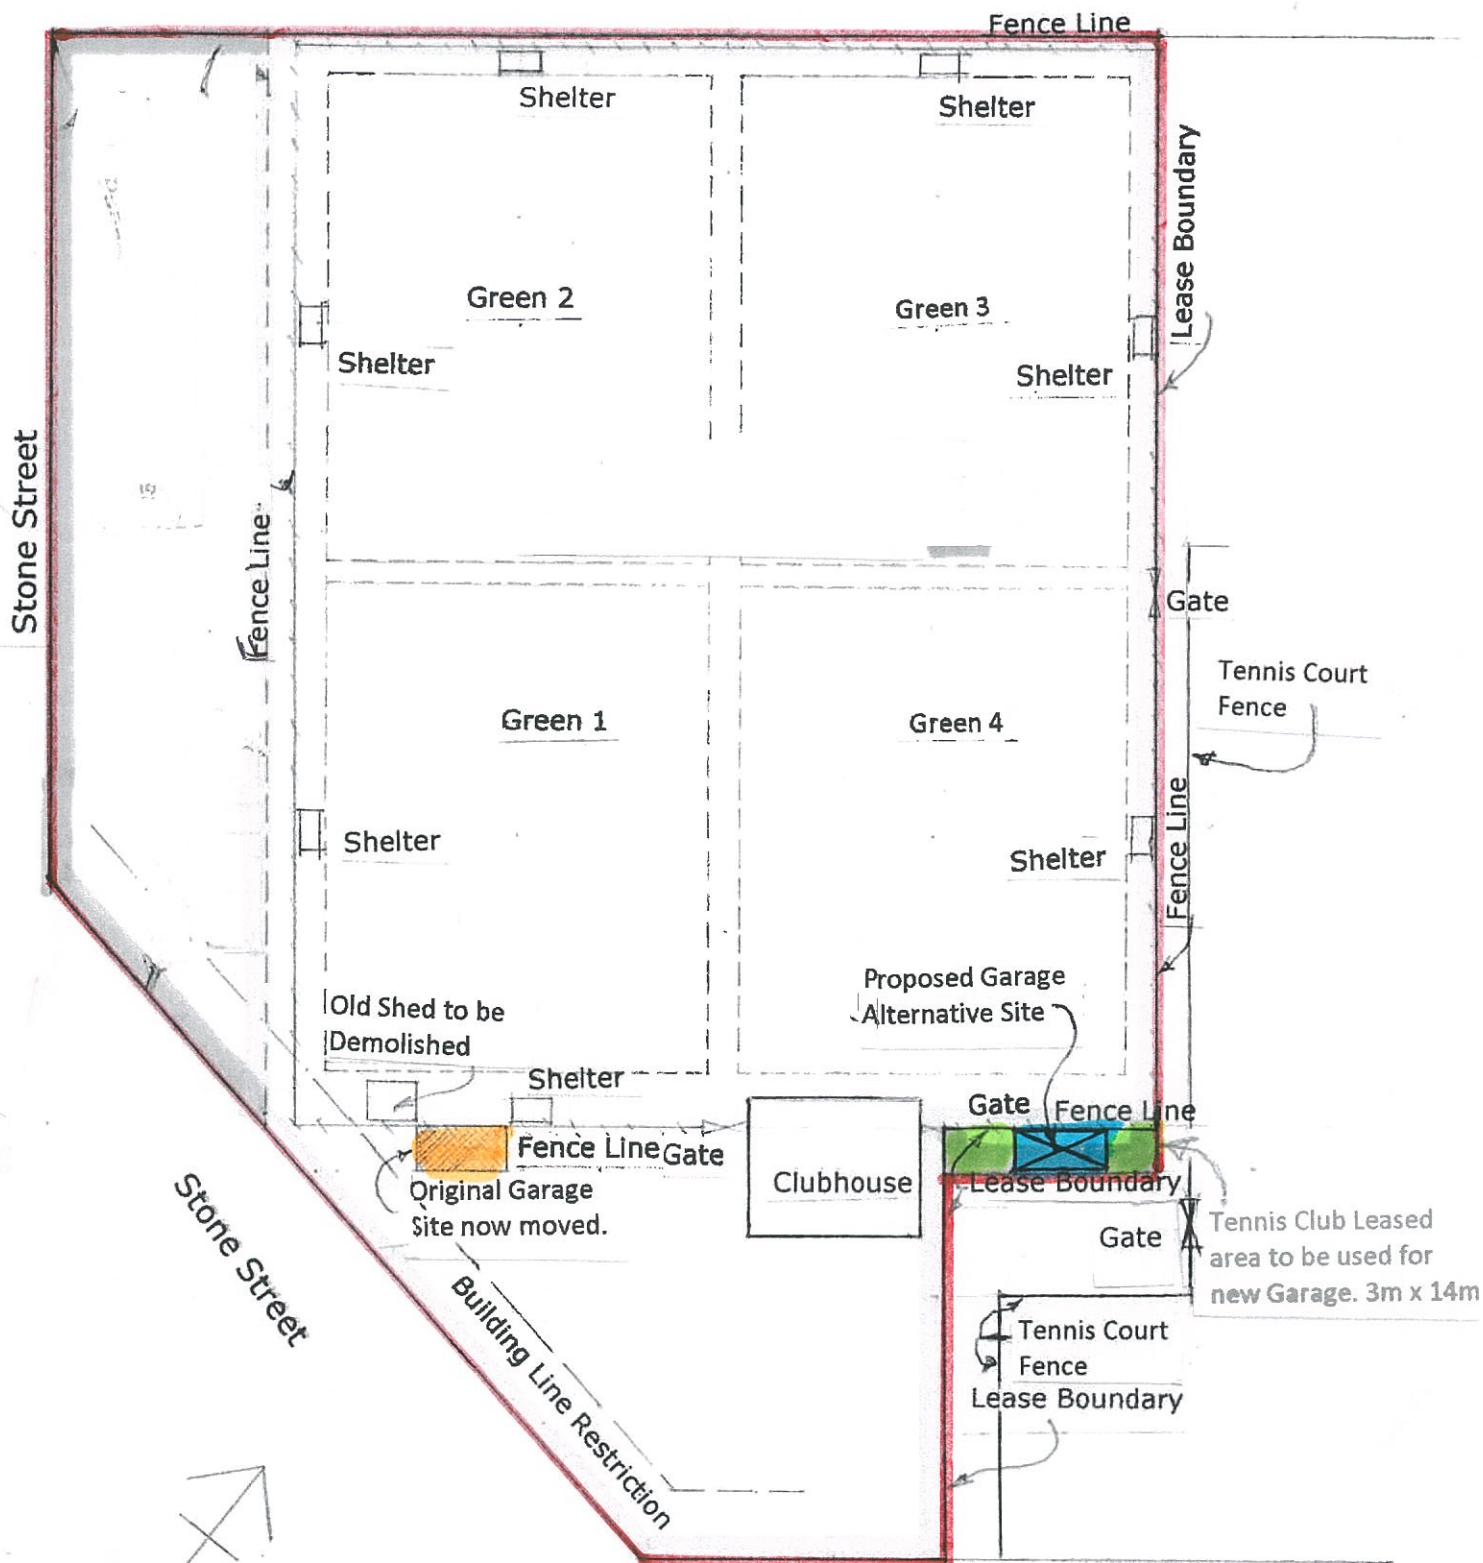 Fence Line
Shelter
Shelter
Lease Boundary
Green 2
Green 3
Shelter
Shelter
Stone Street
Fence Line
Gate
Tennis Court
Fence
Green 1
Green 4
Shelter
Shelter
Fence Line
Proposed Garage
Alternative Site
Old Shed to be
Demolished
Shelter
Gate
Fence Line
Fence Line
Gate
Clubhouse
Lease Boundary
Original Garage
Site now moved.
Stone Street
Gate
Tennis Club Leased
area to be used for
new Garage. 3m x 14m
Building Line Restriction
Tennis Court
Fence
Lease Boundary